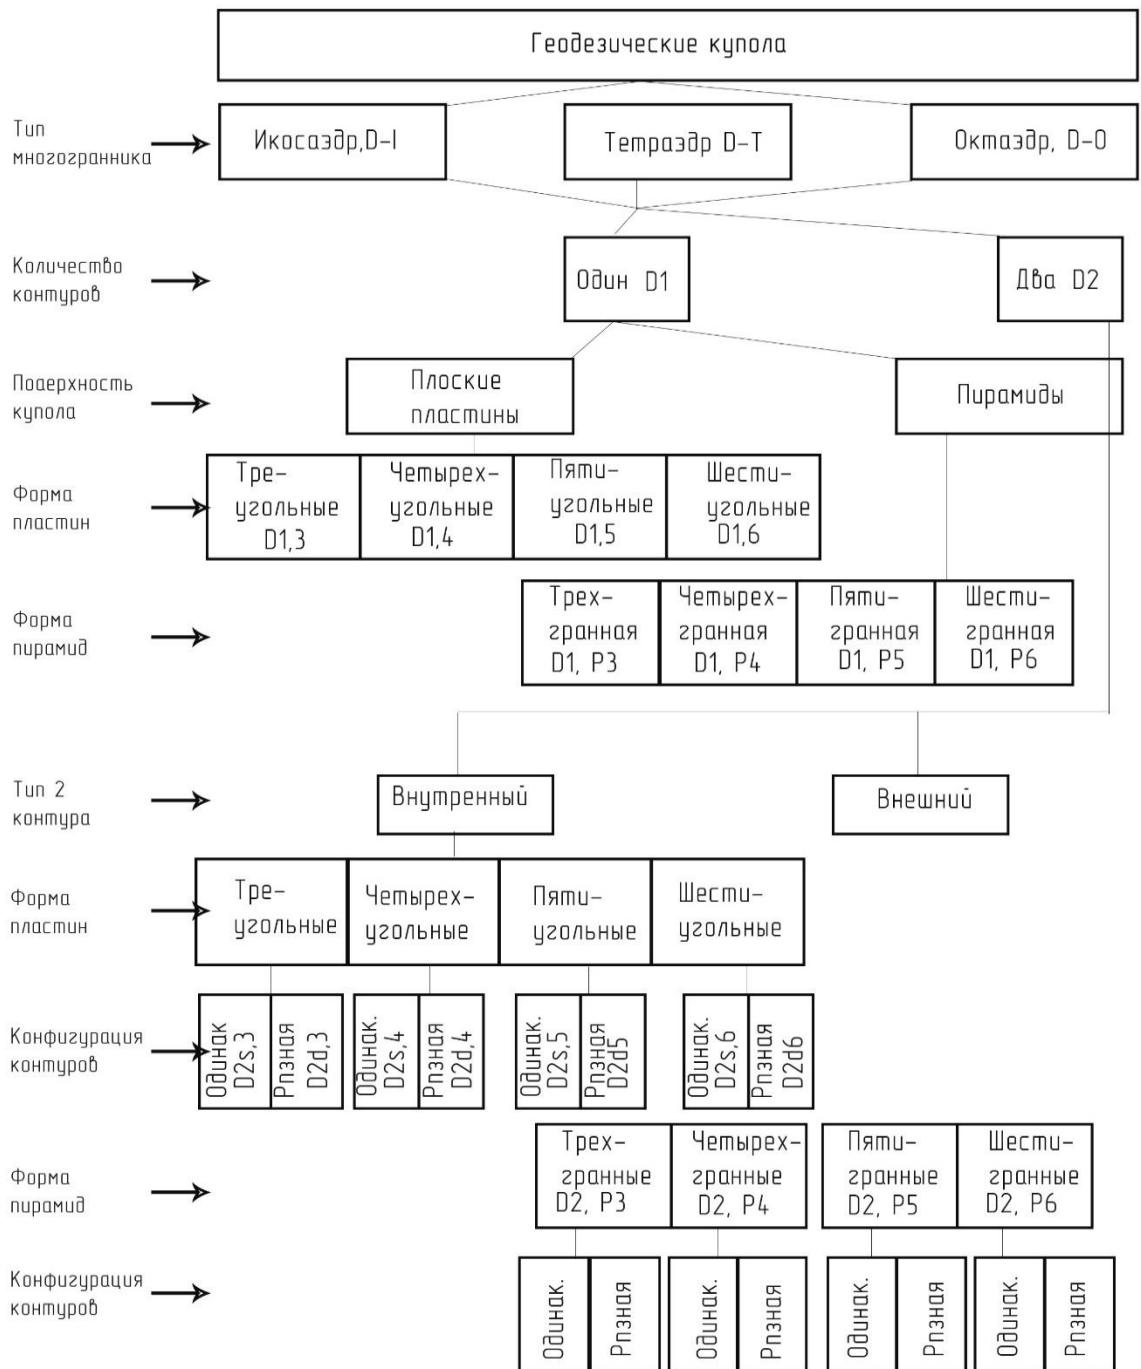 Геодезические купола
Тип
многогранника
Икосаэдр,D-I
Тетраэдр D-T
Октаэдр, D-O
Количество
контуров
Один D1
Два D2
Поаерхность
купола
Плоские
пластины
Пирамиды
Форма
пластин
Тре-
угольные
D1,3
Четырех-
угольные
D1,4
Пяти-
угольные
D1,5
Шести-
угольные
D1,6
Форма
пирамид
Трех-
гранная
D1, P3
Четырех-
гранная
D1, P4
Пяти-
гранная
D1, P5
Шести-
гранная
D1, P6
Тип 2
контура
Внутренный
Внешний
Форма
пластин
Тре-
угольные
Четырех-
угольные
Пяти-
угольные
Шести-
угольные
Конфигурация
контуров
Одинак
D2s,3
Рпзная
D2d,3
Одинак.
D2s,4
Рпзная
D2d,4
Одинак.
D2s,5
Рпзная
D2d5
Одинак.
D2s,6
Рпзная
D2d6
Форма
пирамид
Трех-
гранные
D2, P3
Четырех-
гранные
D2, P4
Пяти-
гранные
D2, P5
Шести-
гранные
D2, P6
Конфигурация
контуров
Одинак.
Рпзная
Одинак.
Рпзная
Одинак.
Рпзная
Одинак.
Рпзная